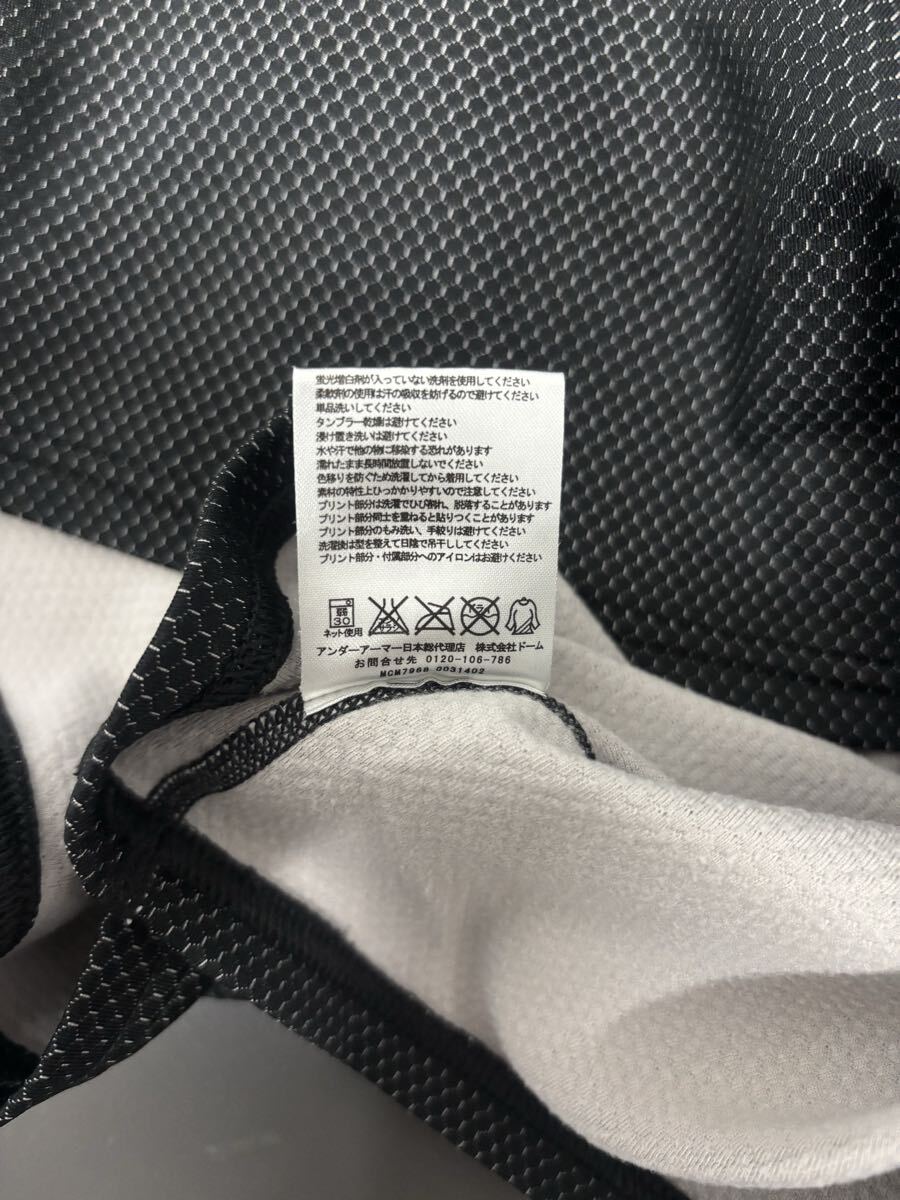 蛍光増白剤が入っていない洗剤を使用してください
柔軟剤の使用は汗の吸収を妨げるので避けてください
単品洗いしてください
タンブラー乾燥は避けてください
浸け置き洗いは避けてください
水や汗で他の物に移染する恐れがあります
濡れたまま長時間放置しないでください
色移りを防ぐため洗濯してから着用してください
素材の特性上ひっかかりやすいので注意してください
プリント部分は洗濯でひび割れ、脱落することがあります
プリント部分同士を重ねると貼りつくことがあります
プリント部分のもみ洗い、手絞りは避けてください
洗濯後は型を整えて日陰で吊干ししてください
プリント部分・付属部分へのアイロンはお避けください
弱
30
エンソ
サラシ
ドライ
ネット使用
アンダーアーマー日本総代理店 株式会社ドーム
お問合せ先 0120-106-786
MCM7968 0031402